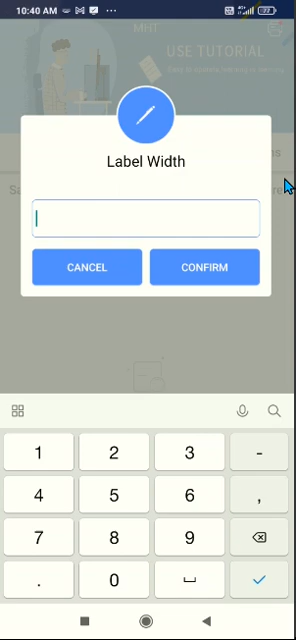 10:40 AM
MHT
USE TUTORIAL
Label Width
CANCEL
CONFIRM
1 2 3 -
4 5 6 ,
7 8 9
. 0